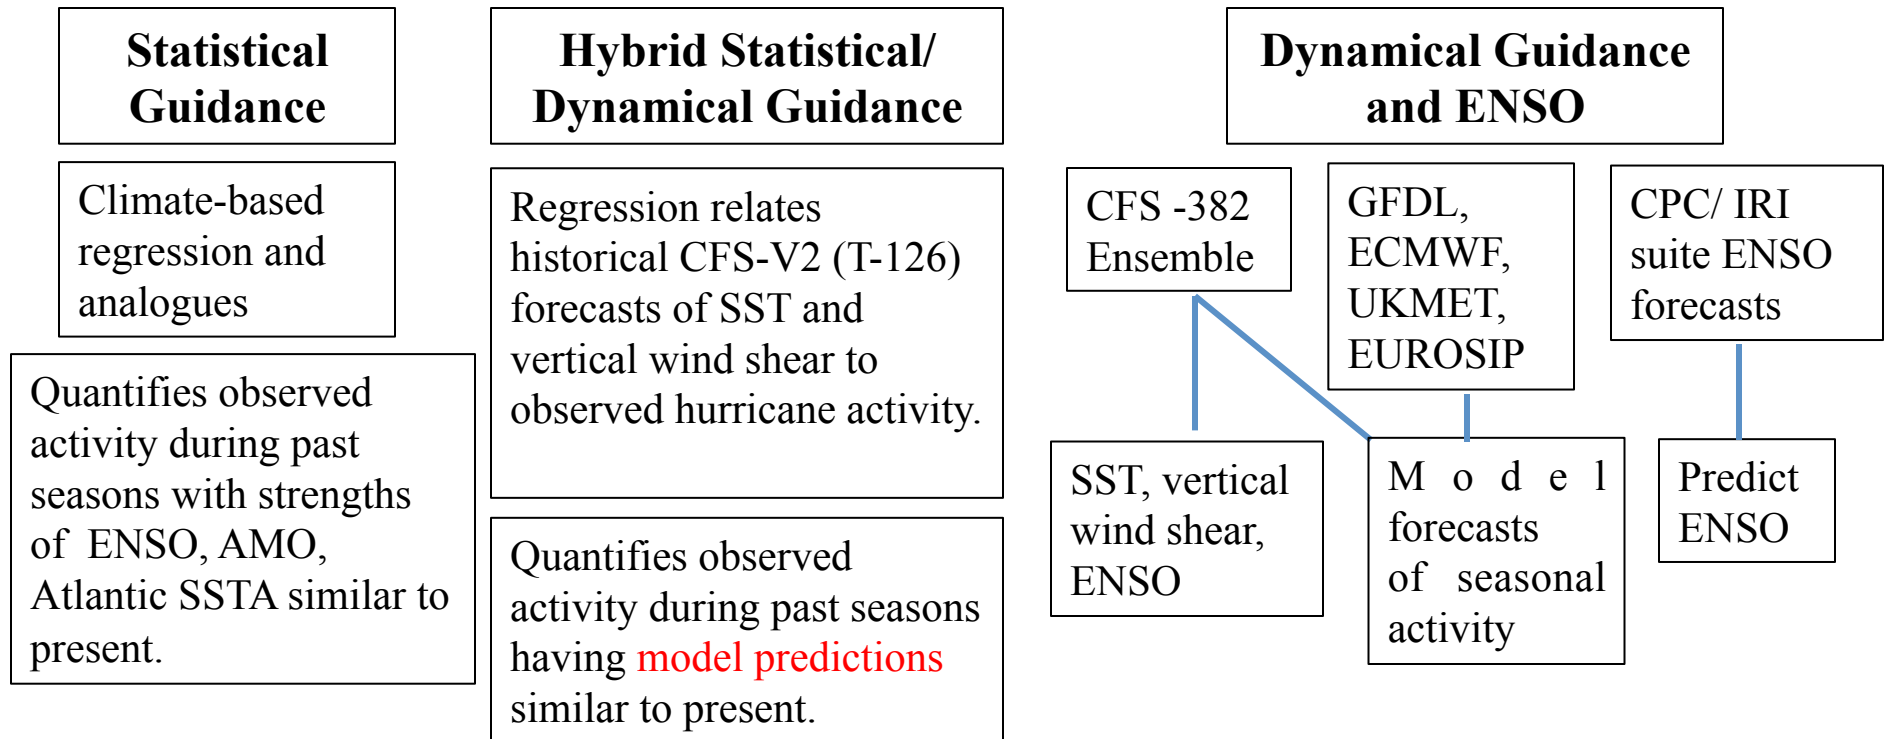 Statistical
Guidance
Climate-based
regression and
analogues
Quantifies observed
activity during past
seasons with strengths
of ENSO, AMO,
Atlantic SSTA similar to
present.
Hybrid Statistical/
Dynamical Guidance
Regression relates
historical CFS-V2 (T-126)
forecasts of SST and
vertical wind shear to
observed hurricane activity.
Quantifies observed
activity during past seasons
having model predictions
similar to present.
Dynamical Guidance
and ENSO
CFS -382
Ensemble
GFDL,
ECMWF,
UKMET,
EUROSIP
CPC/ IRI
suite ENSO
forecasts
SST, vertical
wind shear,
ENSO
M o d e l
forecasts
of seasonal
activity
Predict
ENSO